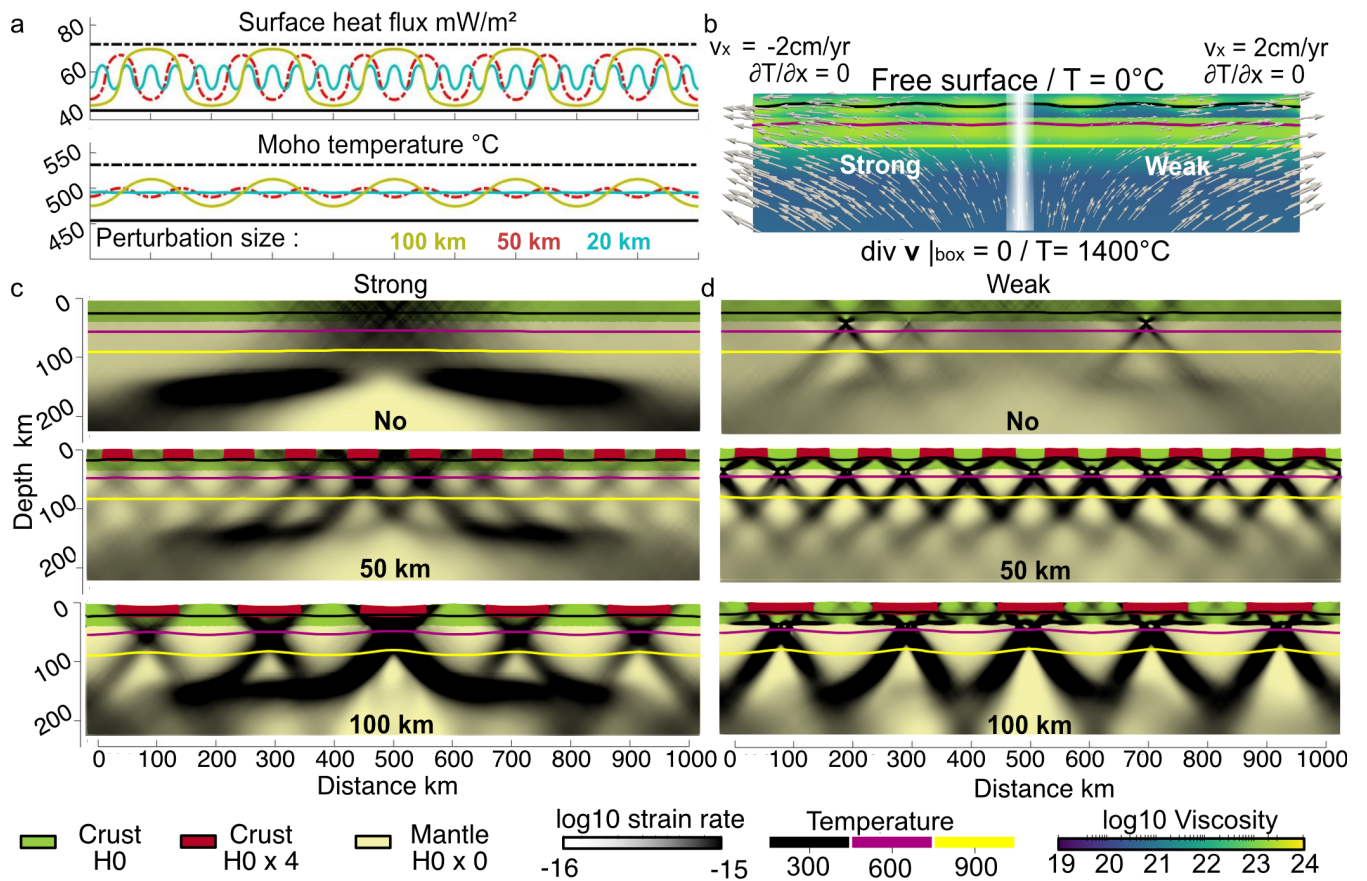 a
Surface heat flux mW/m²
80
60
40
Moho temperature °C
550
500
450
Perturbation size : 100 km 50 km 20 km
b
vx = -2cm/yr
∂T/∂x = 0
vx = 2cm/yr
∂T/∂x = 0
Free surface / T = 0°C
Strong
Weak
div v |box = 0 / T= 1400°C
c
Strong
0
100
200
No
0
100
200
50 km
0
100
200
100 km
Depth km
0 100 200 300 400 500 600 700 800 900 1000
Distance km
d
Weak
No
50 km
100 km
0 100 200 300 400 500 600 700 800 900 1000
Distance km
Crust
H0
Crust
H0 x 4
Mantle
H0 x 0
log10 strain rate
-16 -15
Temperature
300 600 900
log10 Viscosity
19 20 21 22 23 24